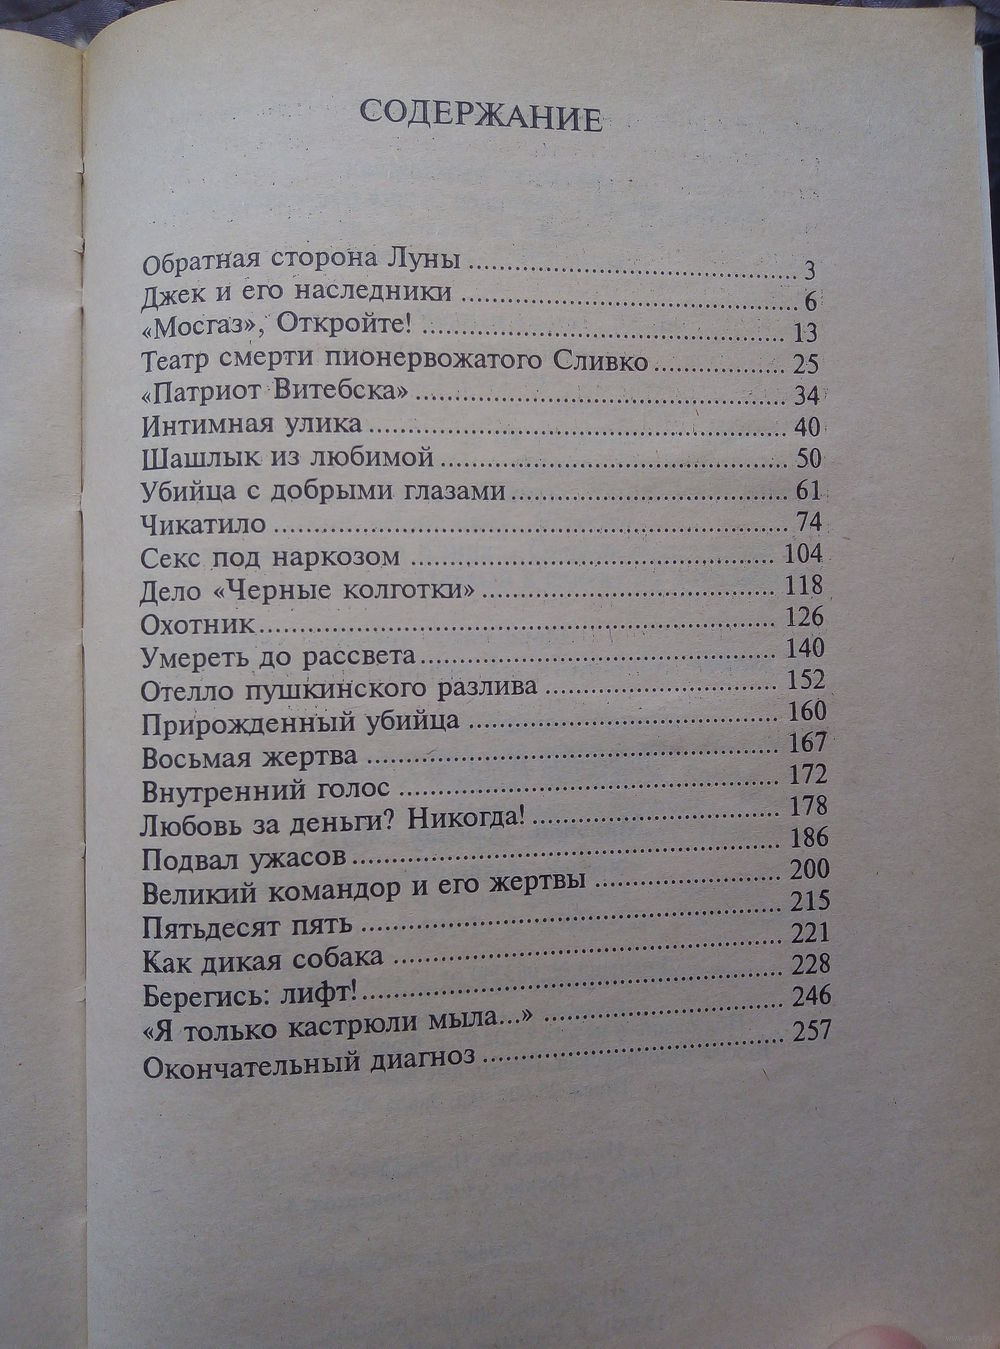 СОДЕРЖАНИЕ
Обратная сторона Луны ........ 3
Джек и его наследники ........ 6
«Мосгаз», Откройте! ........ 13
Театр смерти пионервожатого Сливко ........ 25
«Патриот Витебска» ........ 34
Интимная улика ........ 40
Шашлык из любимой ........ 50
Убийца с добрыми глазами ........ 61
Чикатило ........ 74
Секс под наркозом ........ 104
Дело «Черные колготки» ........ 118
Охотник ........ 126
Умереть до рассвета ........ 140
Отелло пушкинского разлива ........ 152
Прирожденный убийца ........ 160
Восьмая жертва ........ 167
Внутренний голос ........ 172
Любовь за деньги? Никогда! ........ 178
Подвал ужасов ........ 186
Великий командор и его жертвы ........ 200
Пятьдесят пять ........ 215
Как дикая собака ........ 221
Берегись: лифт! ........ 228
«Я только кастрюли мыла...» ........ 246
Окончательный диагноз ........ 257